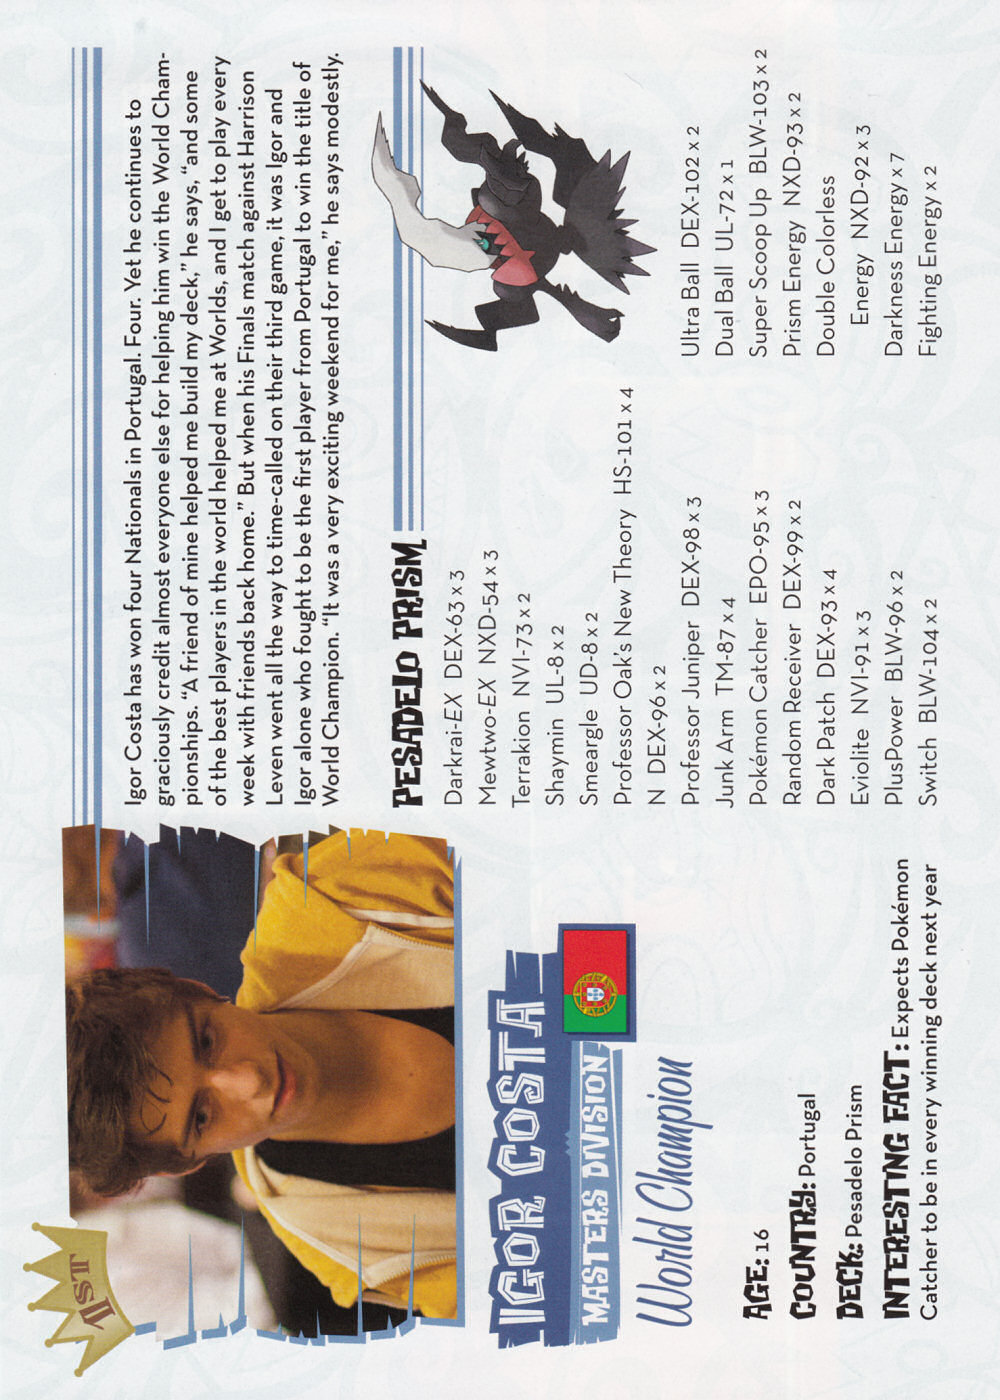 1ST
Igor Costa has won four Nationals in Portugal. Four. Yet he continues to
graciously credit almost everyone else for helping him win the World Cham-
pionships. “A friend of mine helped me build my deck,” he says, “and some
of the best players in the world helped me at Worlds, and I get to play every
week with friends back home.” But when his Finals match against Harrison
Leven went all the way to time-called on their third game, it was Igor and
Igor alone who fought to be the first player from Portugal to win the title of
World Champion. “It was a very exciting weekend for me,” he says modestly.
IGOR COSTA
MASTERS DIVISION
World Champion
AGE: 16
COUNTRY: Portugal
DECK: Pesadelo Prism
INTERESTING FACT: Expects Pokémon
Catcher to be in every winning deck next year
PESADELO PRISM
Darkrai-EX DEX-63 x 3
Mewtwo-EX NXD-54 x 3
Terrakion NVI-73 x 2
Shaymin UL-8 x 2
Smeargle UD-8 x 2
Professor Oak’s New Theory HS-101 x 4
N DEX-96 x 2
Professor Juniper DEX-98 x 3
Junk Arm TM-87 x 4
Pokémon Catcher EPO-95 x 3
Random Receiver DEX-99 x 2
Dark Patch DEX-93 x 4
Eviolite NVI-91 x 3
PlusPower BLW-96 x 2
Switch BLW-104 x 2
Ultra Ball DEX-102 x 2
Dual Ball UL-72 x 1
Super Scoop Up BLW-103 x 2
Prism Energy NXD-93 x 2
Double Colorless
Energy NXD-92 x 3
Darkness Energy x 7
Fighting Energy x 2